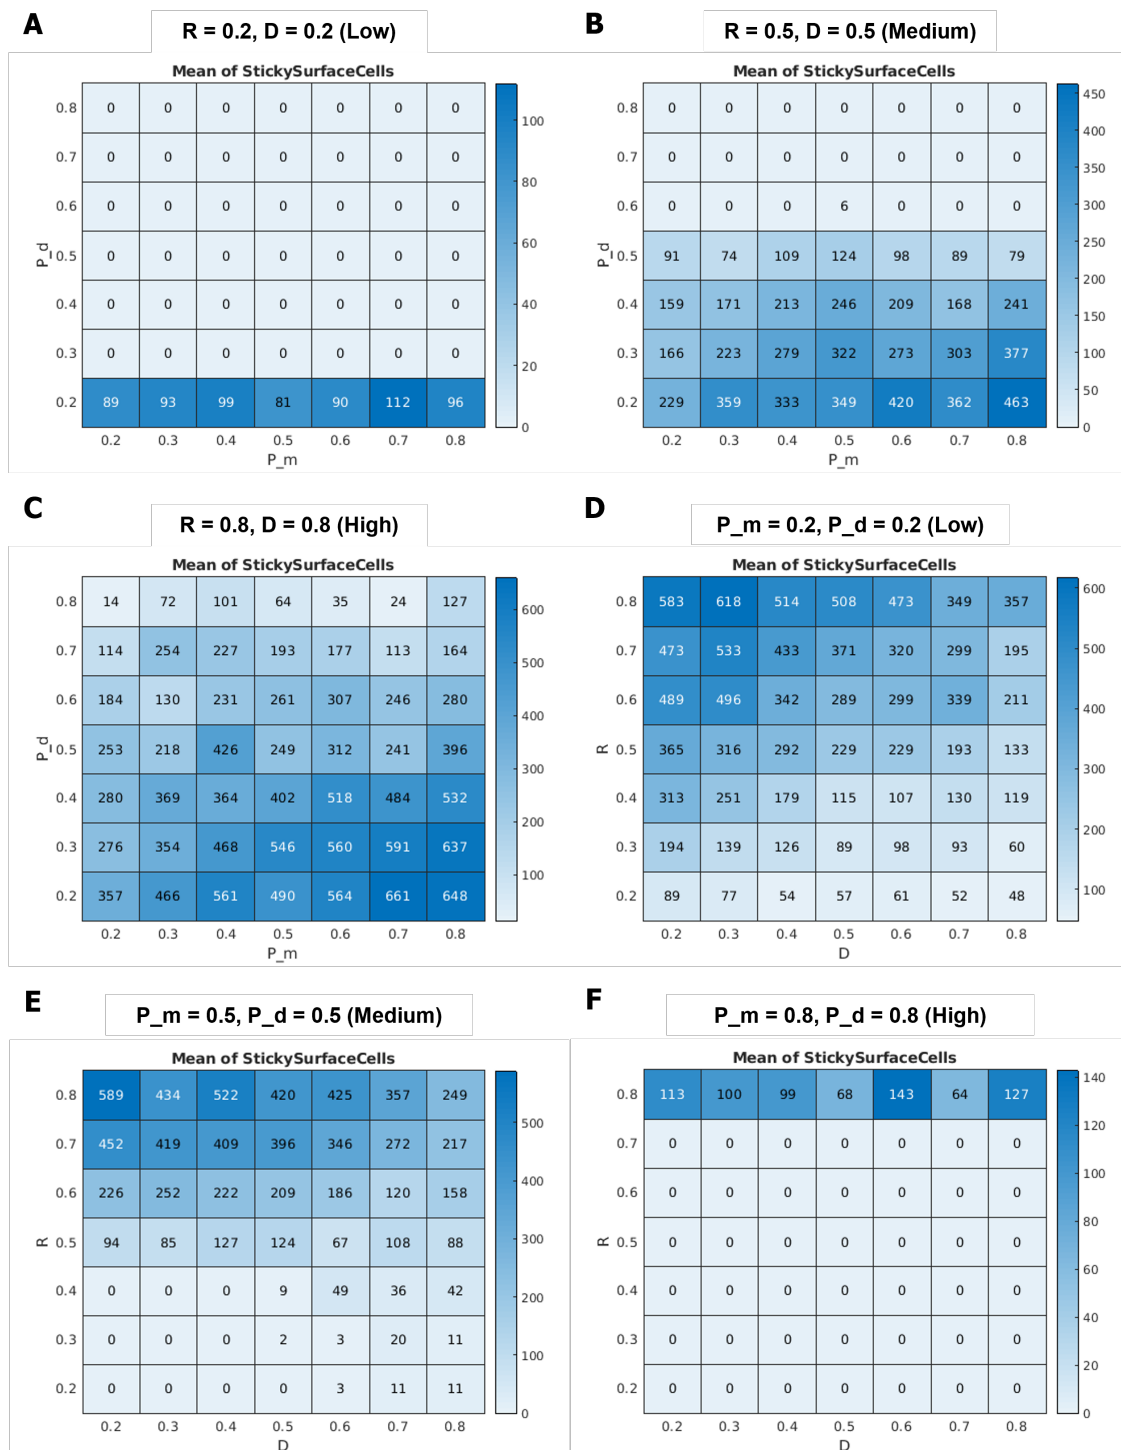 A
R = 0.2, D = 0.2 (Low)
Mean of StickySurfaceCells
P_d
0.8 0 0 0 0 0 0 0
0.7 0 0 0 0 0 0 0
0.6 0 0 0 0 0 0 0
0.5 0 0 0 0 0 0 0
0.4 0 0 0 0 0 0 0
0.3 0 0 0 0 0 0 0
0.2 89 93 99 81 90 112 96
0.2 0.3 0.4 0.5 0.6 0.7 0.8
P_m
100
80
60
40
20
0
B
R = 0.5, D = 0.5 (Medium)
Mean of StickySurfaceCells
P_d
0.8 0 0 0 0 0 0 0
0.7 0 0 0 0 0 0 0
0.6 0 0 0 6 0 0 0
0.5 91 74 109 124 98 89 79
0.4 159 171 213 246 209 168 241
0.3 166 223 279 322 273 303 377
0.2 229 359 333 349 420 362 463
0.2 0.3 0.4 0.5 0.6 0.7 0.8
P_m
450
400
350
300
250
200
150
100
50
0
C
R = 0.8, D = 0.8 (High)
Mean of StickySurfaceCells
P_d
0.8 14 72 101 64 35 24 127
0.7 114 254 227 193 177 113 164
0.6 184 130 231 261 307 246 280
0.5 253 218 426 249 312 241 396
0.4 280 369 364 402 518 484 532
0.3 276 354 468 546 560 591 637
0.2 357 466 561 490 564 661 648
0.2 0.3 0.4 0.5 0.6 0.7 0.8
P_m
600
500
400
300
200
100
D
P_m = 0.2, P_d = 0.2 (Low)
Mean of StickySurfaceCells
R
0.8 583 618 514 508 473 349 357
0.7 473 533 433 371 320 299 195
0.6 489 496 342 289 299 339 211
0.5 365 316 292 229 229 193 133
0.4 313 251 179 115 107 130 119
0.3 194 139 126 89 98 93 60
0.2 89 77 54 57 61 52 48
0.2 0.3 0.4 0.5 0.6 0.7 0.8
D
600
500
400
300
200
100
E
P_m = 0.5, P_d = 0.5 (Medium)
Mean of StickySurfaceCells
R
0.8 589 434 522 420 425 357 249
0.7 452 419 409 396 346 272 217
0.6 226 252 222 209 186 120 158
0.5 94 85 127 124 67 108 88
0.4 0 0 0 9 49 36 42
0.3 0 0 0 2 3 20 11
0.2 0 0 0 0 3 11 11
0.2 0.3 0.4 0.5 0.6 0.7 0.8
D
500
400
300
200
100
0
F
P_m = 0.8, P_d = 0.8 (High)
Mean of StickySurfaceCells
R
0.8 113 100 99 68 143 64 127
0.7 0 0 0 0 0 0 0
0.6 0 0 0 0 0 0 0
0.5 0 0 0 0 0 0 0
0.4 0 0 0 0 0 0 0
0.3 0 0 0 0 0 0 0
0.2 0 0 0 0 0 0 0
0.2 0.3 0.4 0.5 0.6 0.7 0.8
D
140
120
100
80
60
40
20
0